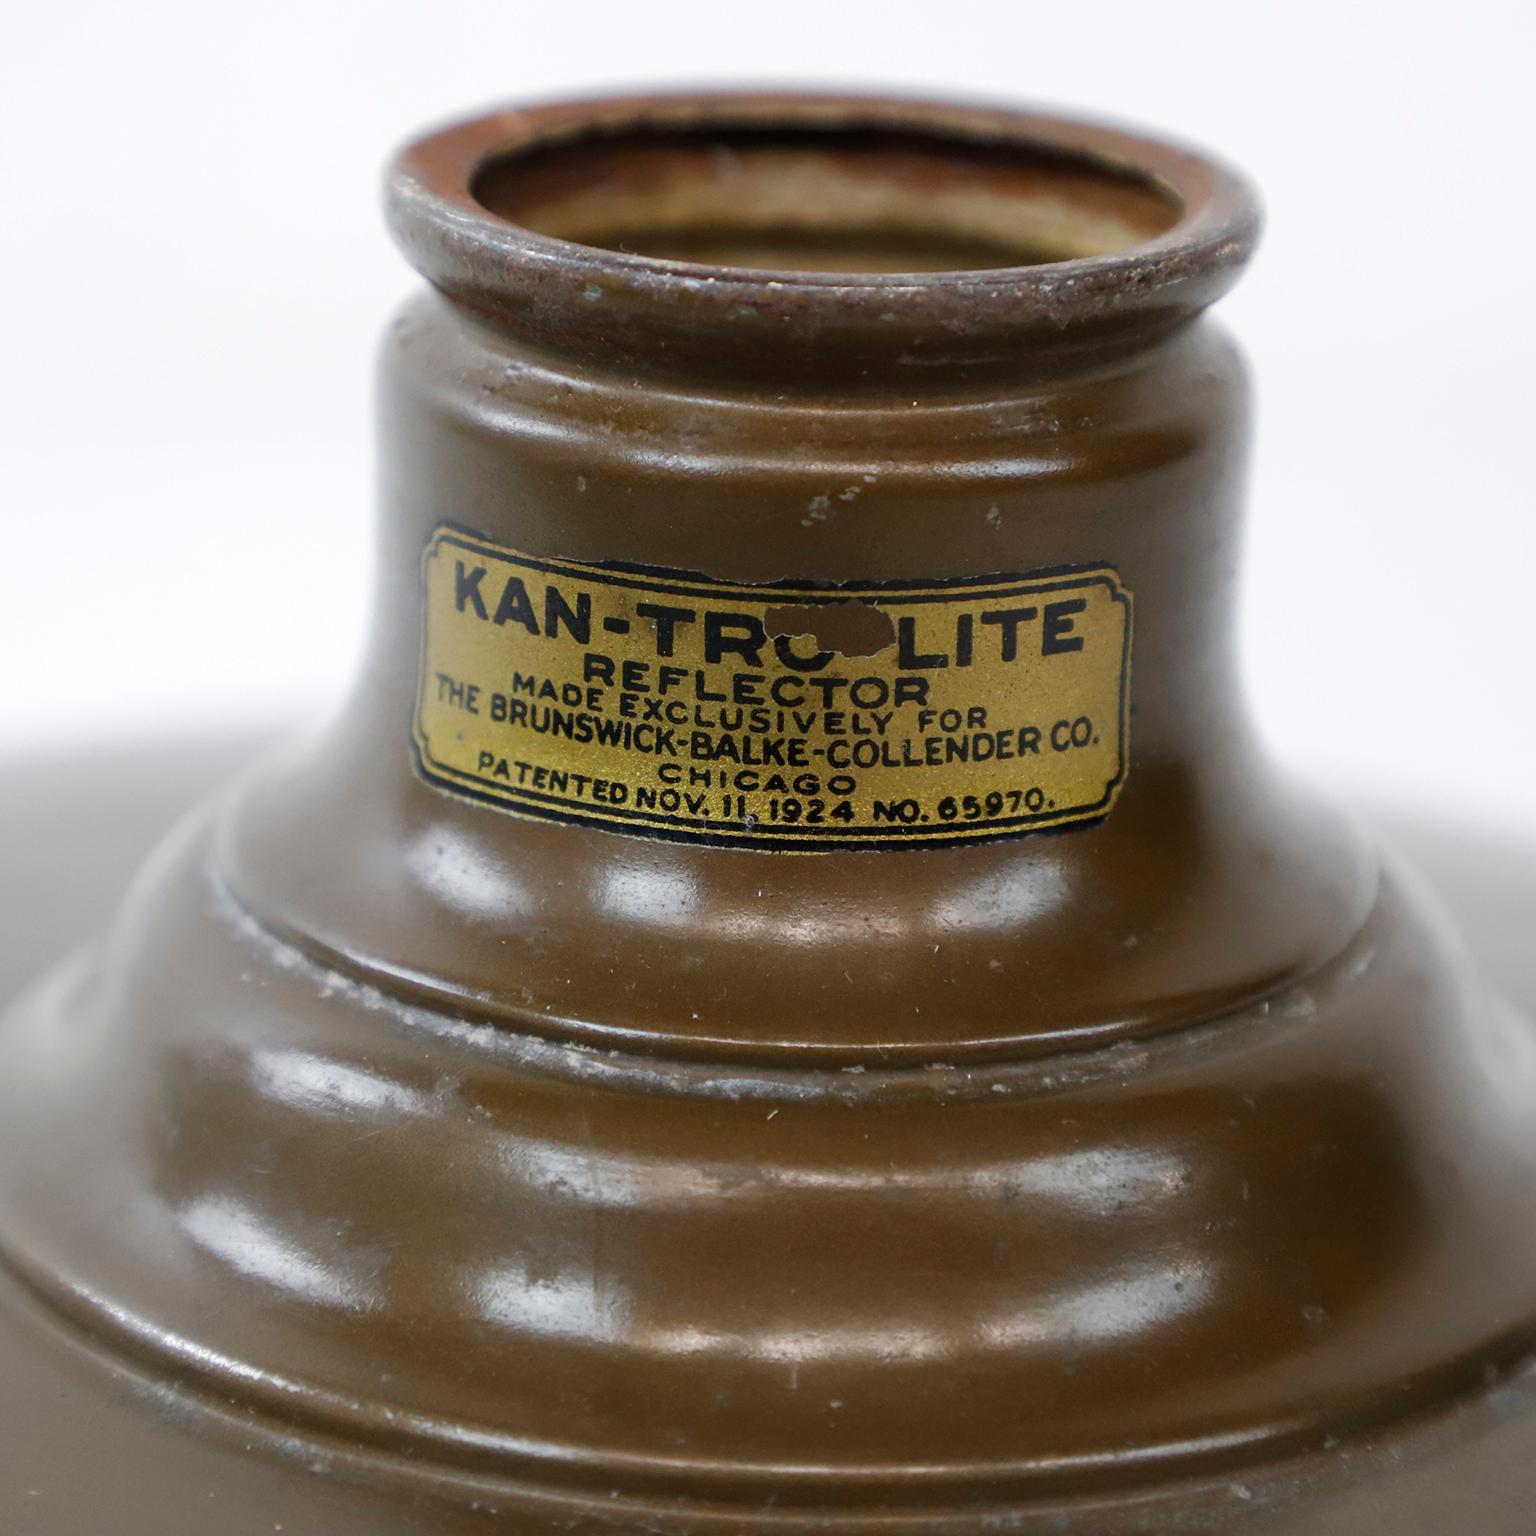 KAN-TRO-LITE
REFLECTOR
MADE EXCLUSIVELY FOR
THE BRUNSWICK-BALKE-COLLENDER CO.
CHICAGO
PATENTED NOV. 11, 1924 NO. 65970.